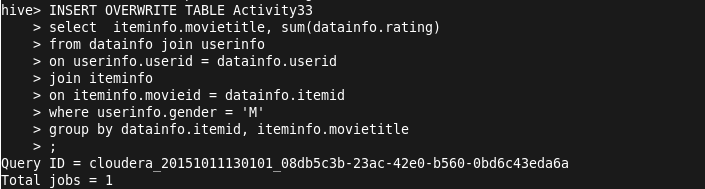 hive> INSERT OVERWRITE TABLE Activity33
> select  iteminfo.movietitle, sum(datainfo.rating)
> from datainfo join userinfo
> on userinfo.userid = datainfo.userid
> join iteminfo
> on iteminfo.movieid = datainfo.itemid
> where userinfo.gender = 'M'
> group by datainfo.itemid, iteminfo.movietitle
> ;
Query ID = cloudera_20151011130101_08db5c3b-23ac-42e0-b560-0bd6c43eda6a
Total jobs = 1